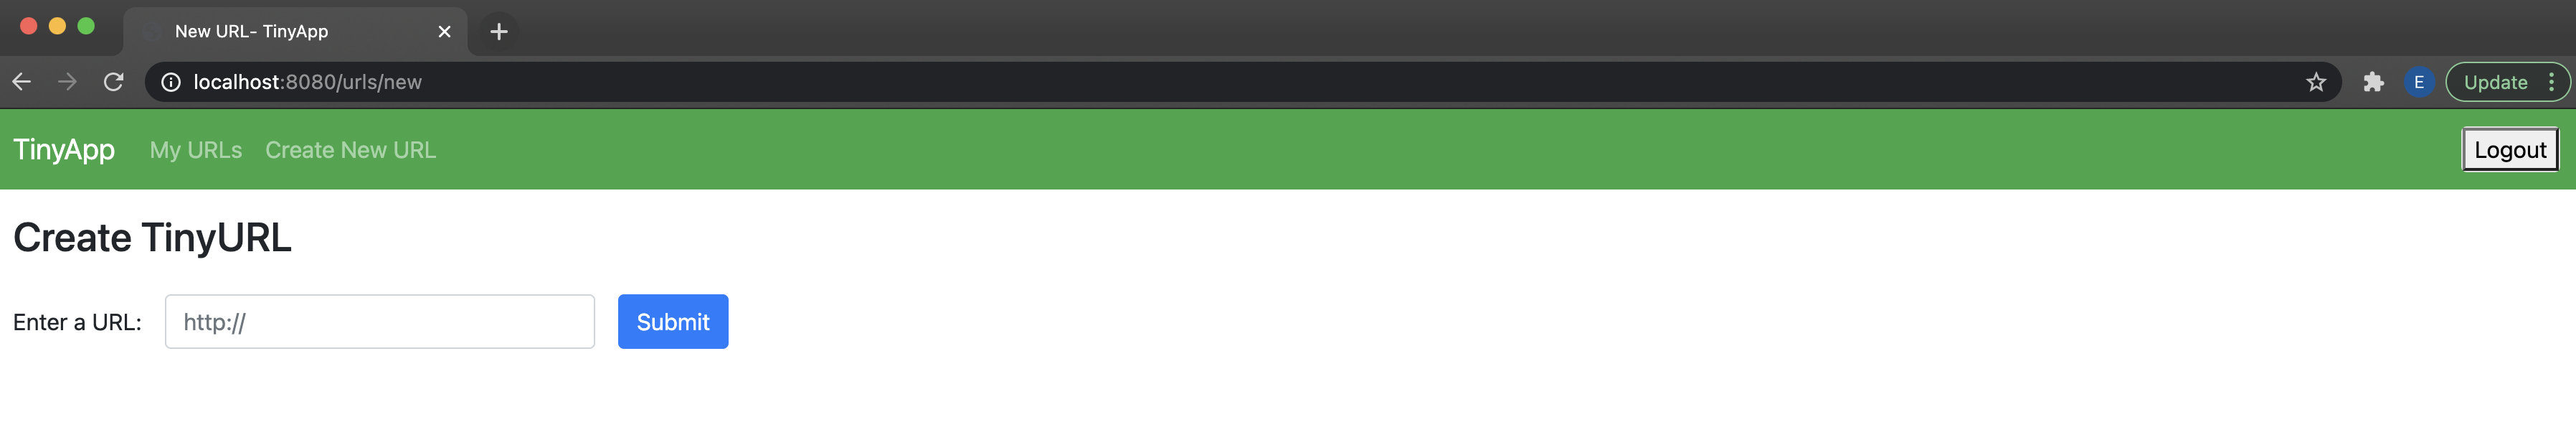 New URL- TinyApp
localhost:8080/urls/new
E
Update
TinyApp My URLs Create New URL
Logout
Create TinyURL
Enter a URL: http:// Submit